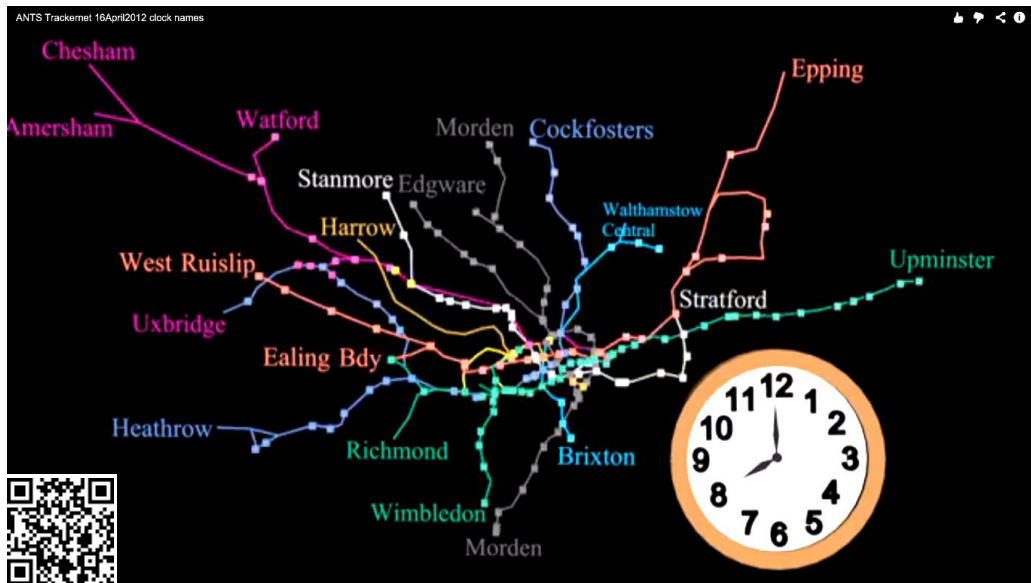 ANTS Trackernet 16April2012 clock names
Chesham
Epping
Amersham
Watford
Morden
Cockfosters
Stanmore
Edgware
Walthamstow
Central
Harrow
West Ruislip
Upminster
Stratford
Uxbridge
Ealing Bdy
Heathrow
Richmond
Brixton
Wimbledon
Morden
12
1
2
3
4
5
6
7
8
9
10
11